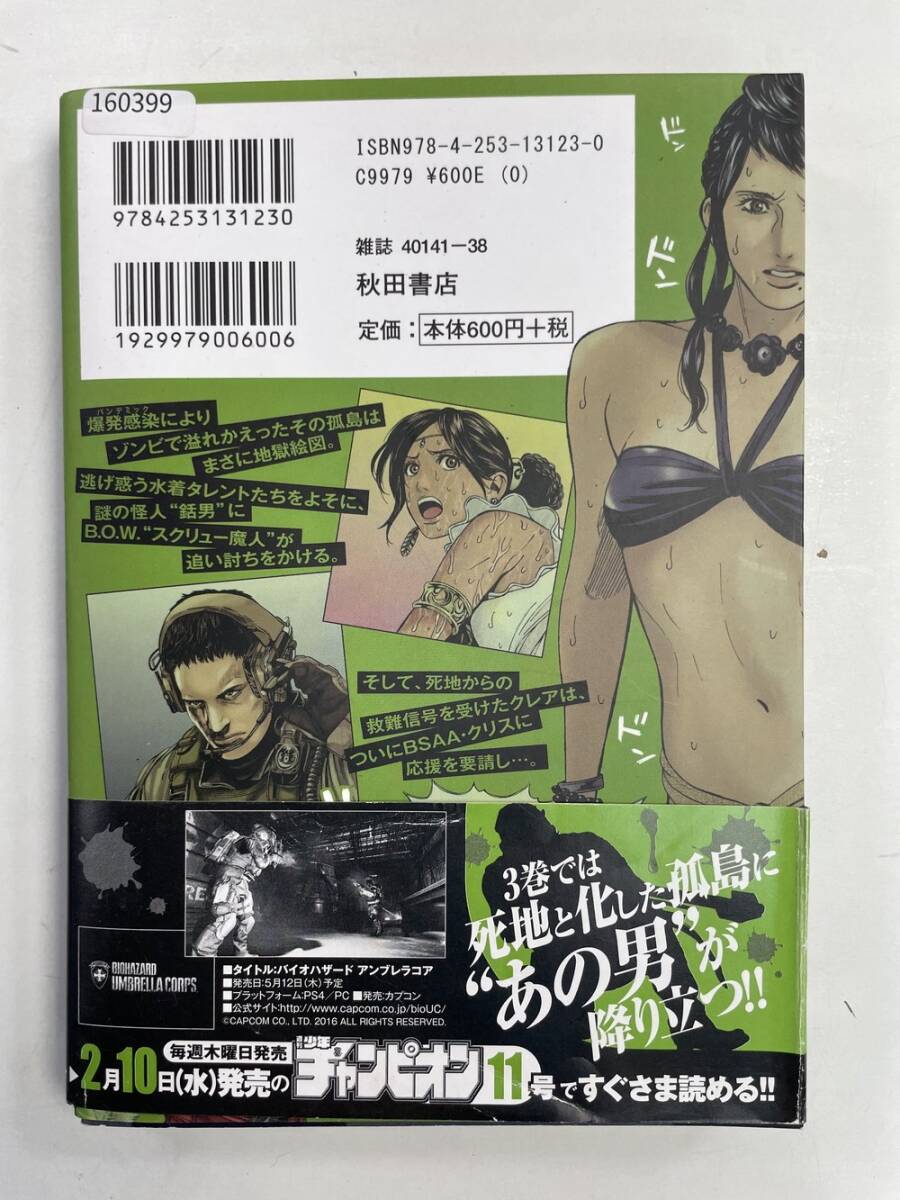 160399
ISBN978-4-253-13123-0
C9979 ¥600E (0)
9784253131230
雑誌 40141-38
秋田書店
1929979006006
定価：本体600円+税
ドン
ドン
ドン
パンデミック
爆発感染により
ゾンビで溢れかえったその孤島は
まさに地獄絵図。
逃げ惑う水着タレントたちをよそに、
謎の怪人“銛男”に
B.O.W.“スクリュー魔人”が
追い討ちをかける。
そして、死地からの
救難信号を受けたクレアは、
ついにBSAA・クリスに
応援を要請し…。
3巻では
死地と化した孤島に
“あの男”が
降り立つ!!
BIOHAZARD
UMBRELLA CORPS
■タイトル:バイオハザード アンブレラコア
■発売日:5月12日(木)予定
■プラットフォーム:PS4／PC ■発売:カプコン
■公式サイト:http://www.capcom.co.jp/bioUC/
©CAPCOM CO., LTD. 2016 ALL RIGHTS RESERVED.
2月10日(水)発売の
毎週木曜日発売
少年チャンピオン
11号ですぐさま読める!!